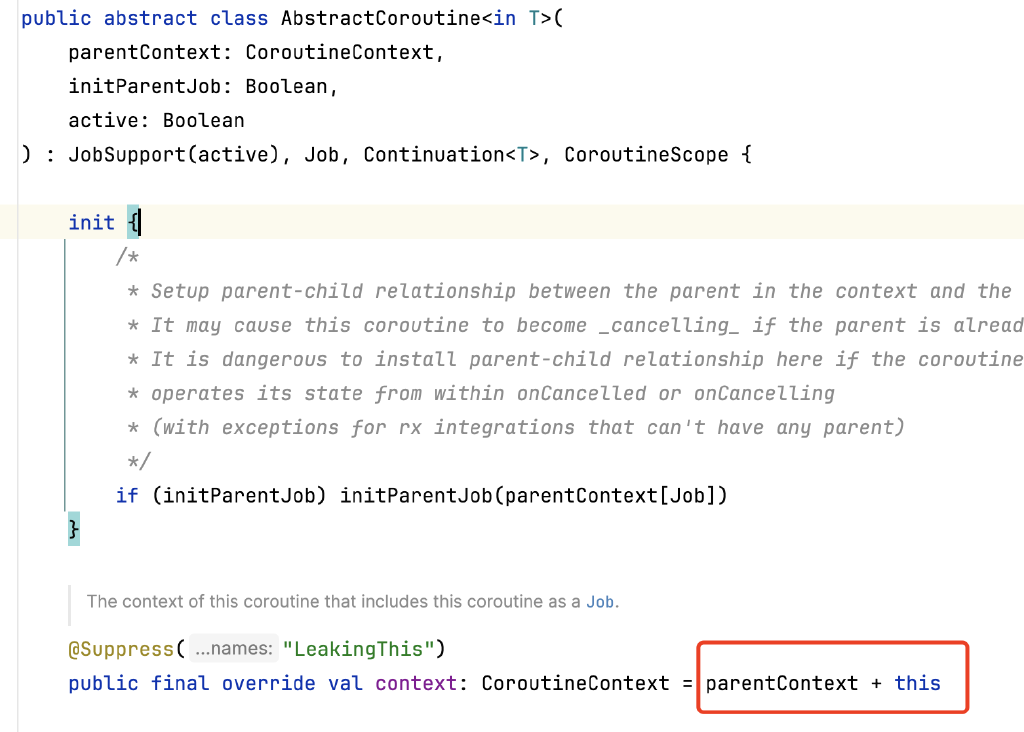 public abstract class AbstractCoroutine<in T>(
    parentContext: CoroutineContext,
    initParentJob: Boolean,
    active: Boolean
) : JobSupport(active), Job, Continuation<T>, CoroutineScope {
    init {
        /*
         * Setup parent-child relationship between the parent in the context and the
         * It may cause this coroutine to become _cancelling_ if the parent is alread
         * It is dangerous to install parent-child relationship here if the coroutine
         * operates its state from within onCancelled or onCancelling
         * (with exceptions for rx integrations that can't have any parent)
         */
        if (initParentJob) initParentJob(parentContext[Job])
    }
    The context of this coroutine that includes this coroutine as a Job.
    @Suppress( ...names: "LeakingThis")
    public final override val context: CoroutineContext = parentContext + this